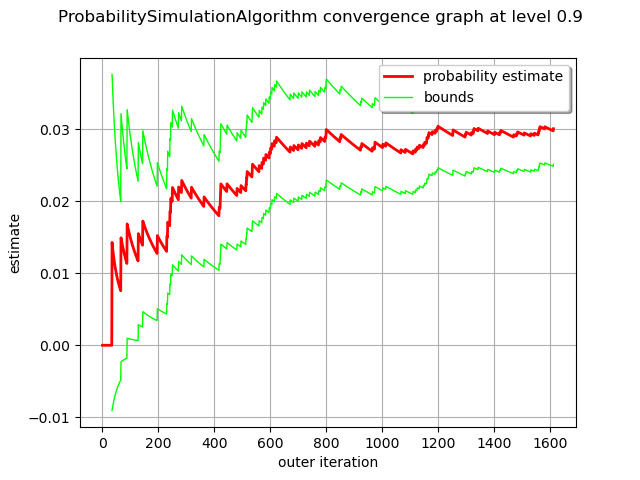 ProbabilitySimulationAlgorithm convergence graph at level 0.9
probability estimate
bounds
0.03
0.02
0.01
0.00
−0.01
estimate
0 200 400 600 800 1000 1200 1400 1600
outer iteration